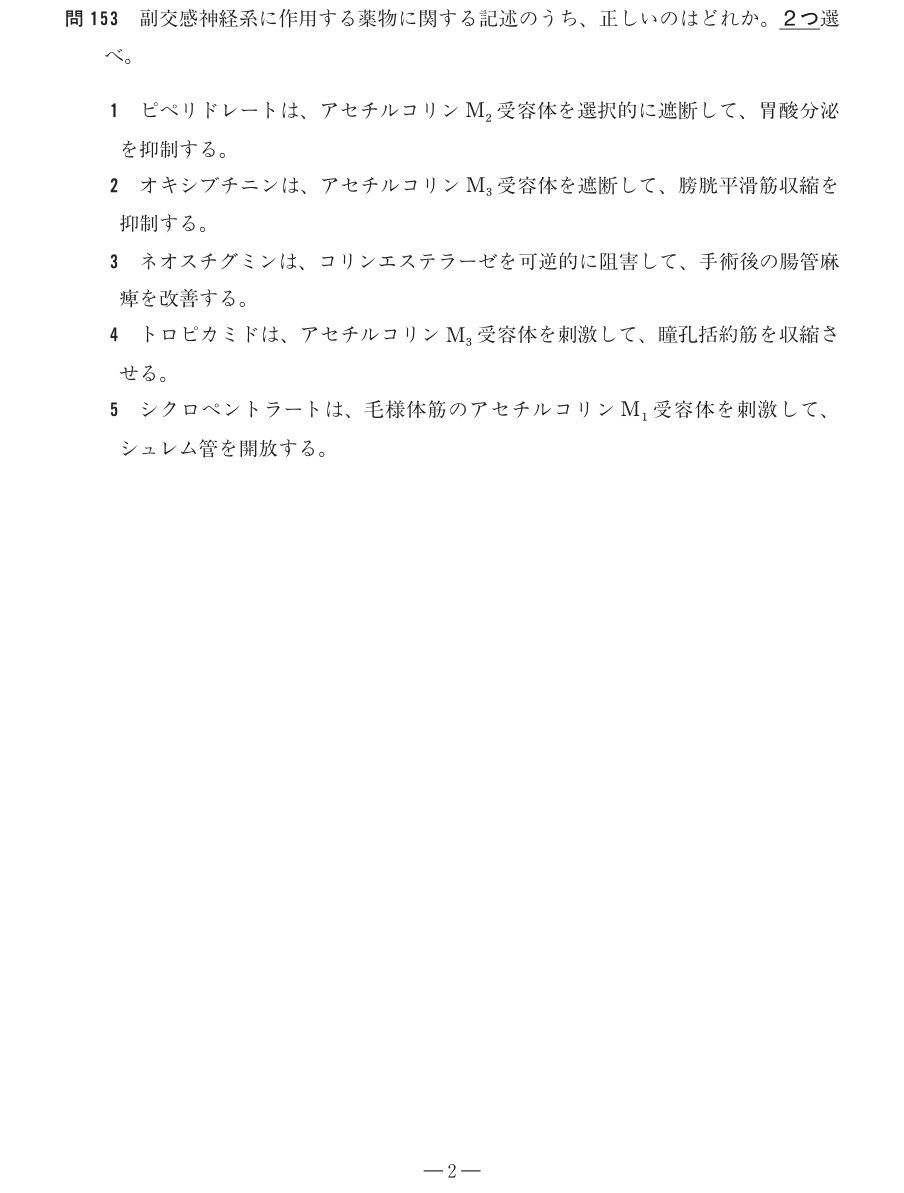 問153 副交感神経系に作用する薬物に関する記述のうち、正しいのはどれか。2つ選
べ。
1 ピペリドレートは、アセチルコリンM₂受容体を選択的に遮断して、胃酸分泌
を抑制する。
2 オキシブチニンは、アセチルコリンM₃受容体を遮断して、膀胱平滑筋収縮を
抑制する。
3 ネオスチグミンは、コリンエステラーゼを可逆的に阻害して、手術後の腸管麻
痺を改善する。
4 トロピカミドは、アセチルコリンM₃受容体を刺激して、瞳孔括約筋を収縮さ
せる。
5 シクロペントラートは、毛様体筋のアセチルコリンM₁受容体を刺激して、
シュレム管を開放する。
— 2 —